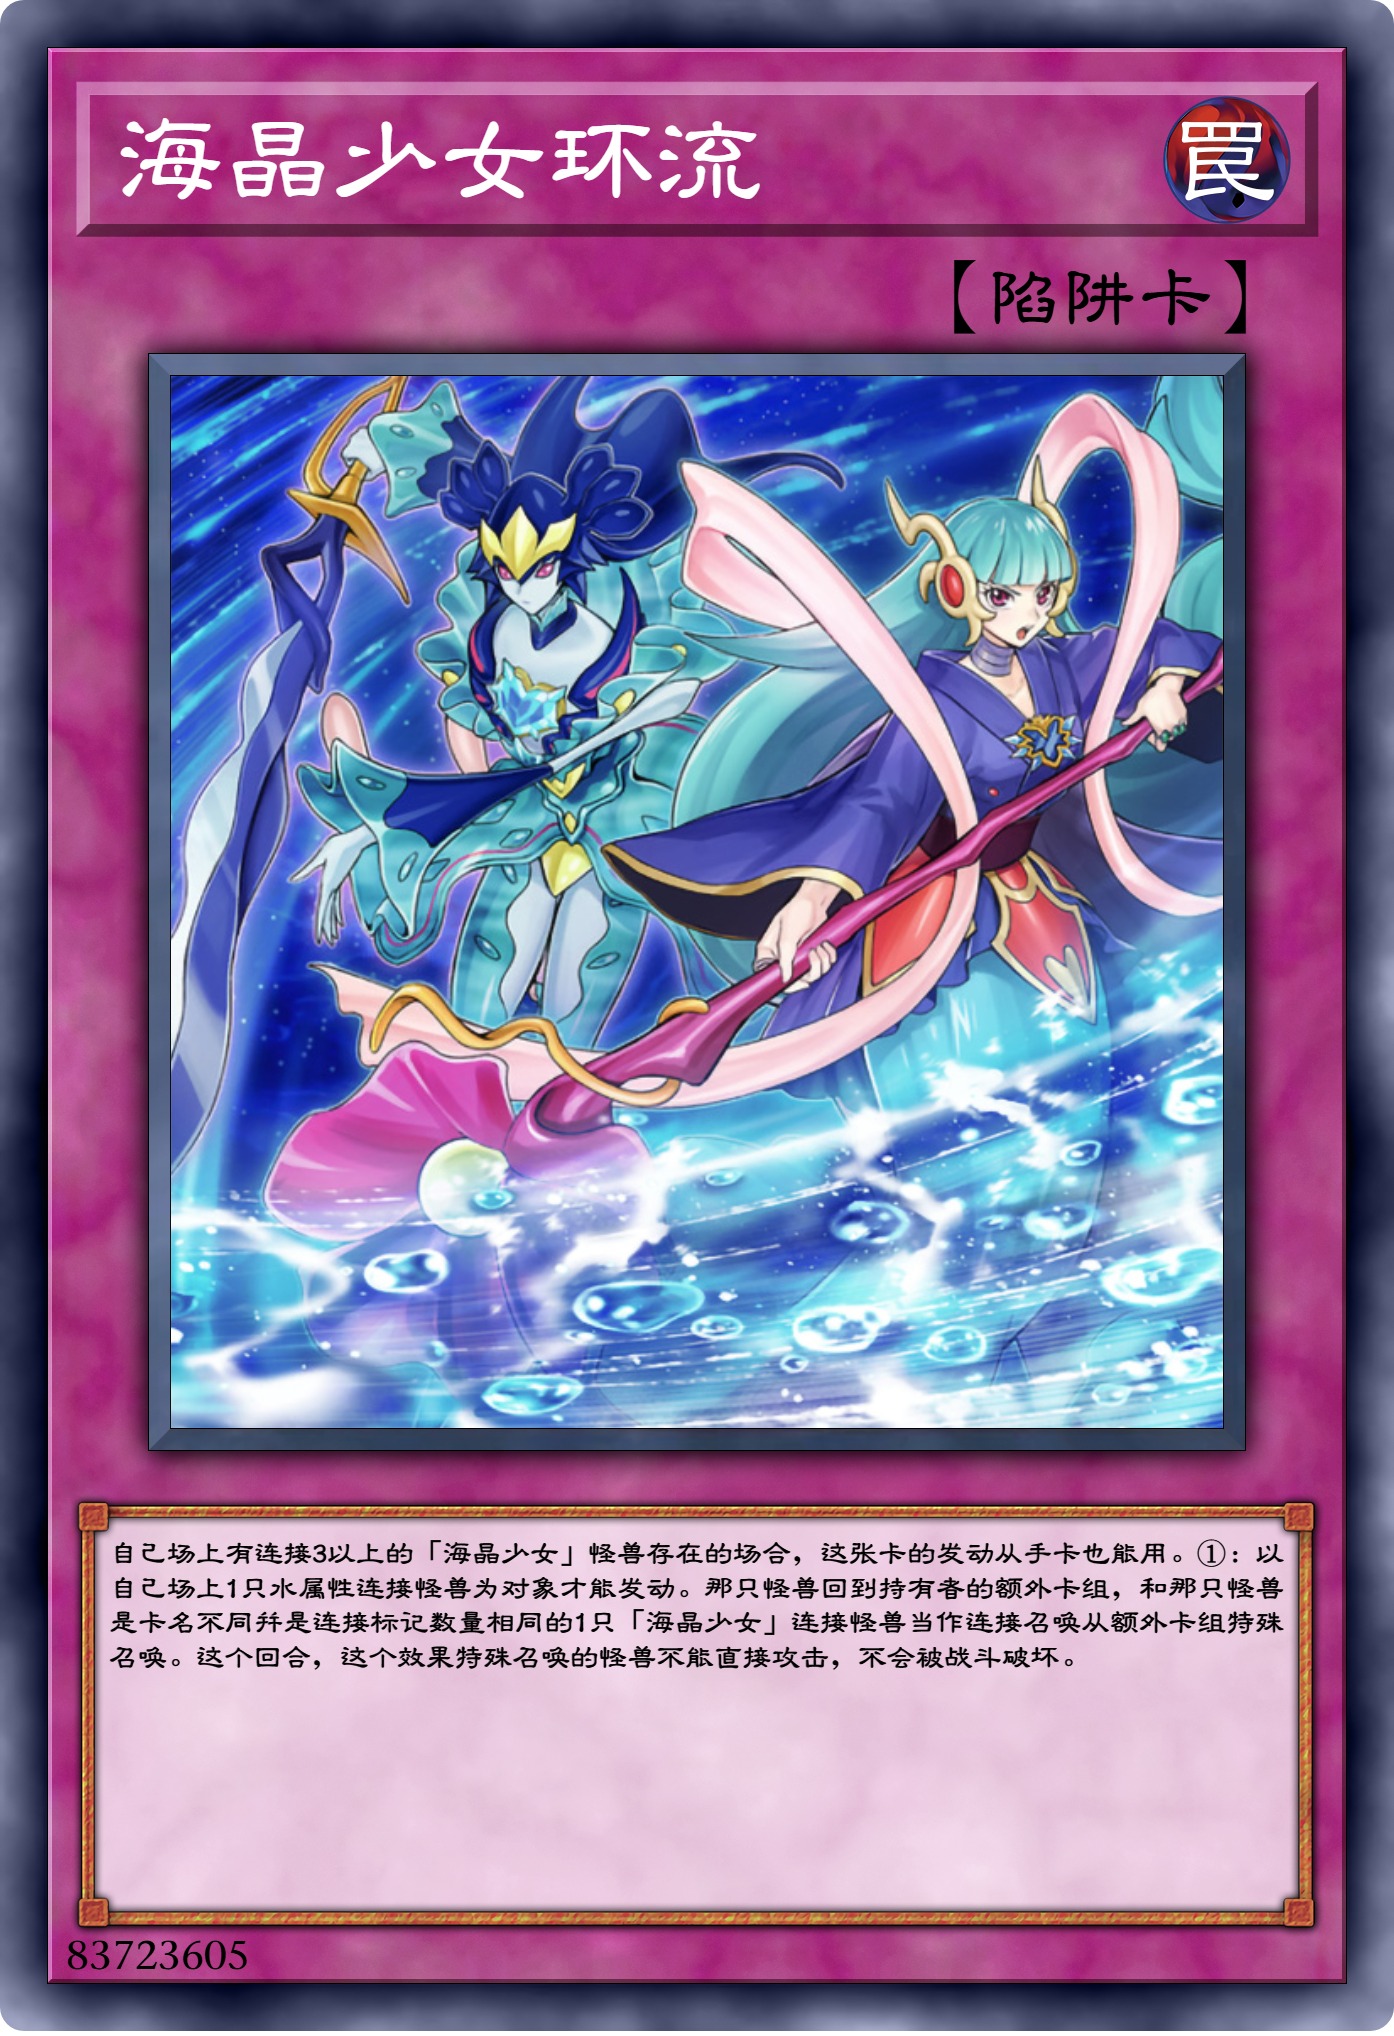 海晶少女环流
罠
【陷阱卡】
自己场上有连接3以上的「海晶少女」怪兽存在的场合，这张卡的发动从手卡也能用。①：以
自己场上1只水属性连接怪兽为对象才能发动。那只怪兽回到持有者的额外卡组，和那只怪兽
是卡名不同并是连接标记数量相同的1只「海晶少女」连接怪兽当作连接召唤从额外卡组特殊
召唤。这个回合，这个效果特殊召唤的怪兽不能直接攻击，不会被战斗破坏。
83723605